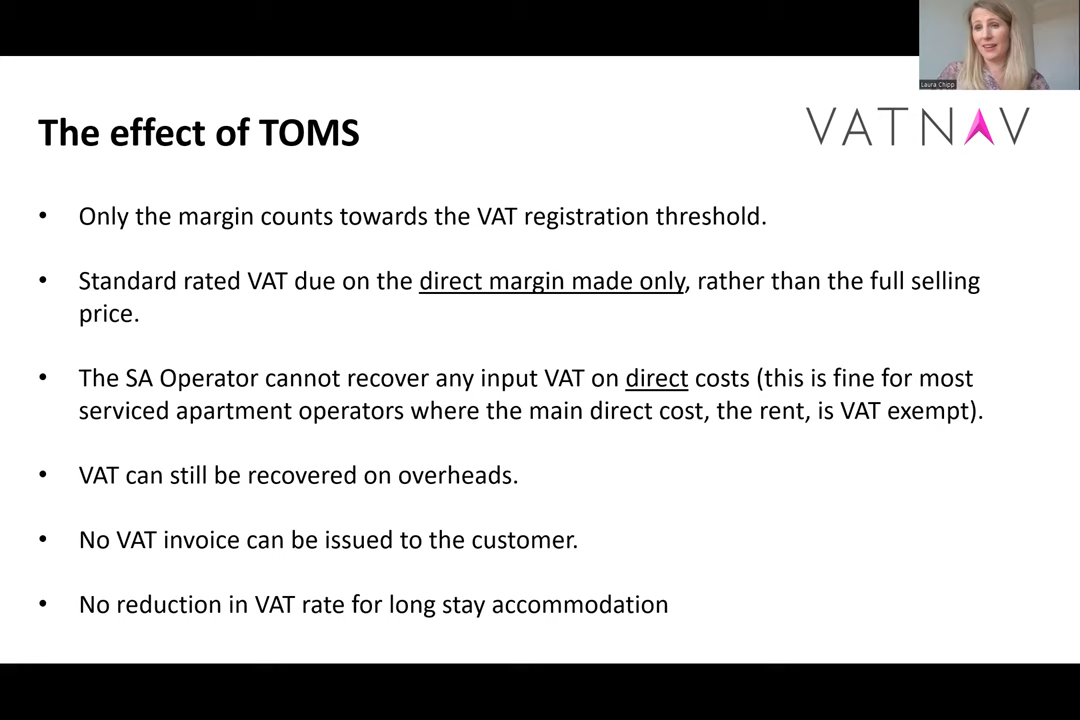 Laura Chipp
The effect of TOMS
VATNAV
• Only the margin counts towards the VAT registration threshold.
• Standard rated VAT due on the direct margin made only, rather than the full selling
price.
• The SA Operator cannot recover any input VAT on direct costs (this is fine for most
serviced apartment operators where the main direct cost, the rent, is VAT exempt).
• VAT can still be recovered on overheads.
• No VAT invoice can be issued to the customer.
• No reduction in VAT rate for long stay accommodation